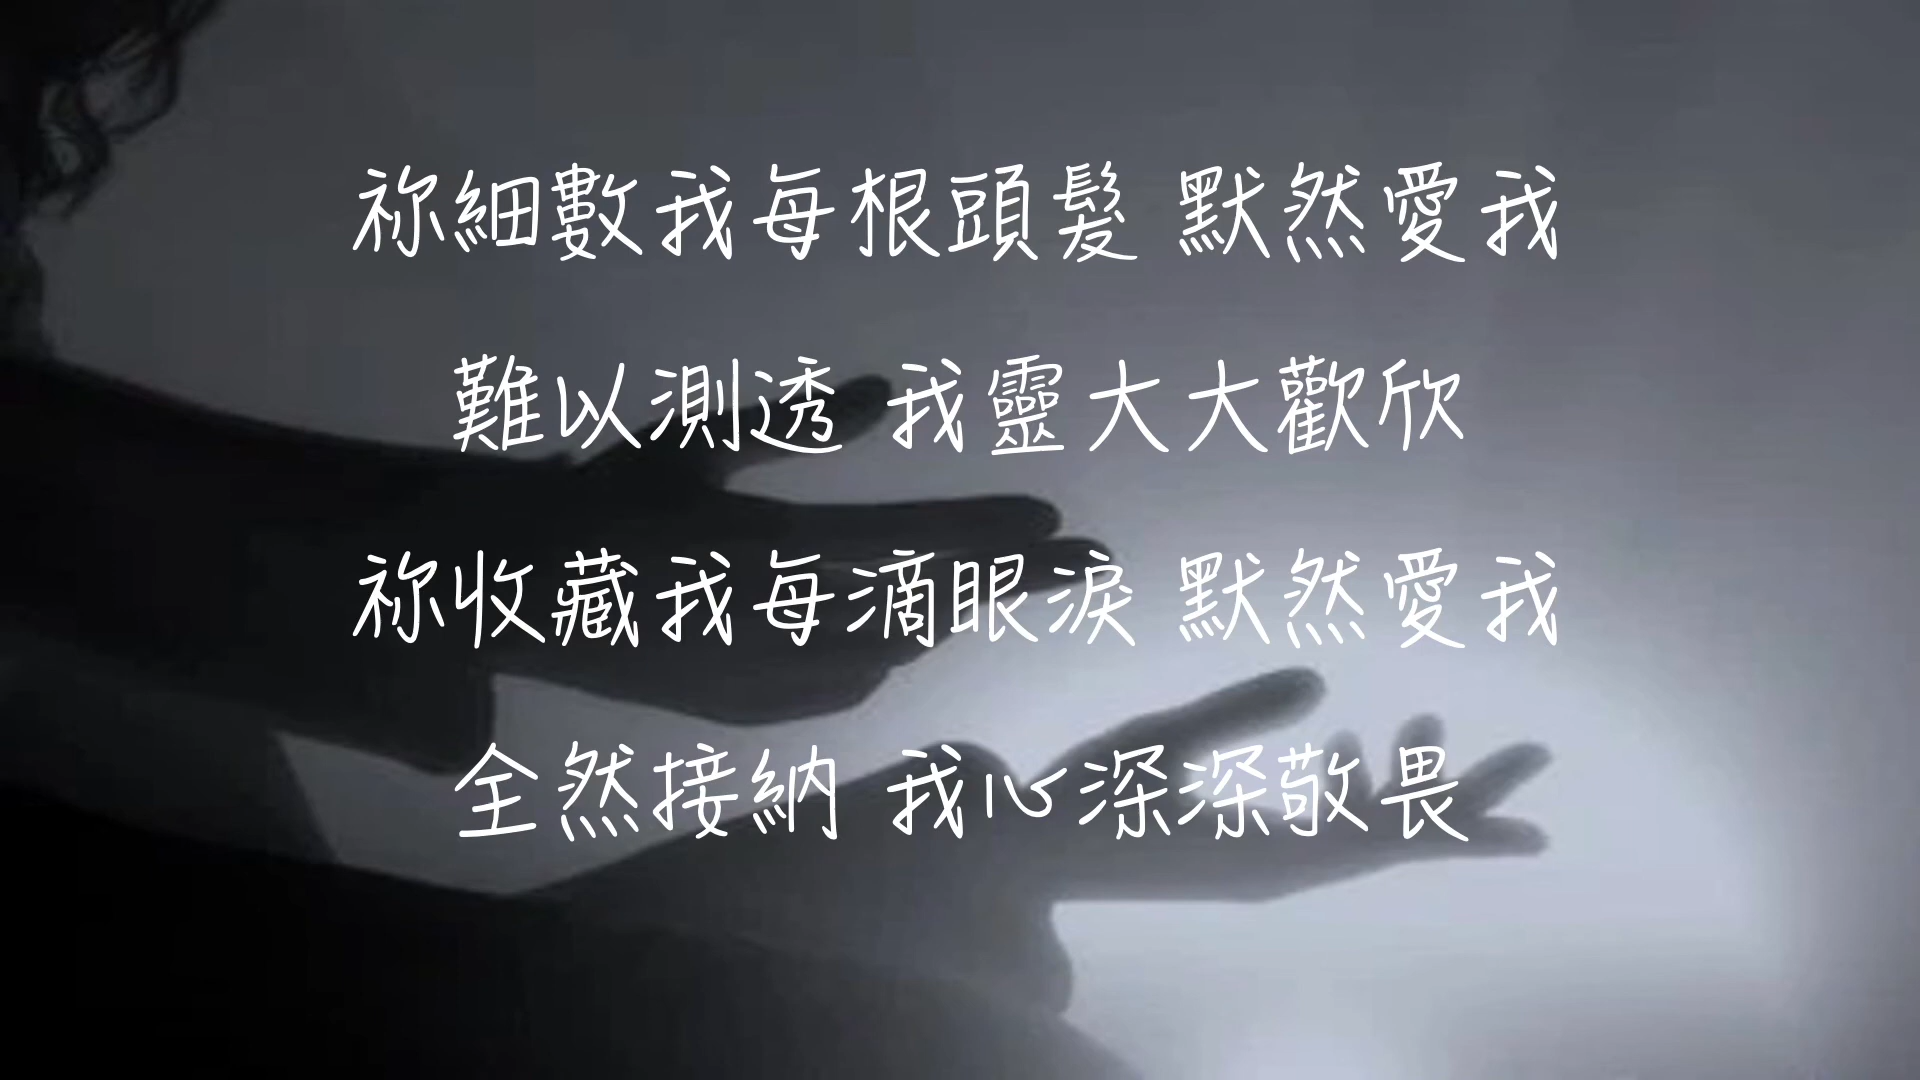 祢細數我每根頭髮 默然愛我
難以測透 我靈大大歡欣
祢收藏我每滴眼淚 默然愛我
全然接納 我心深深敬畏